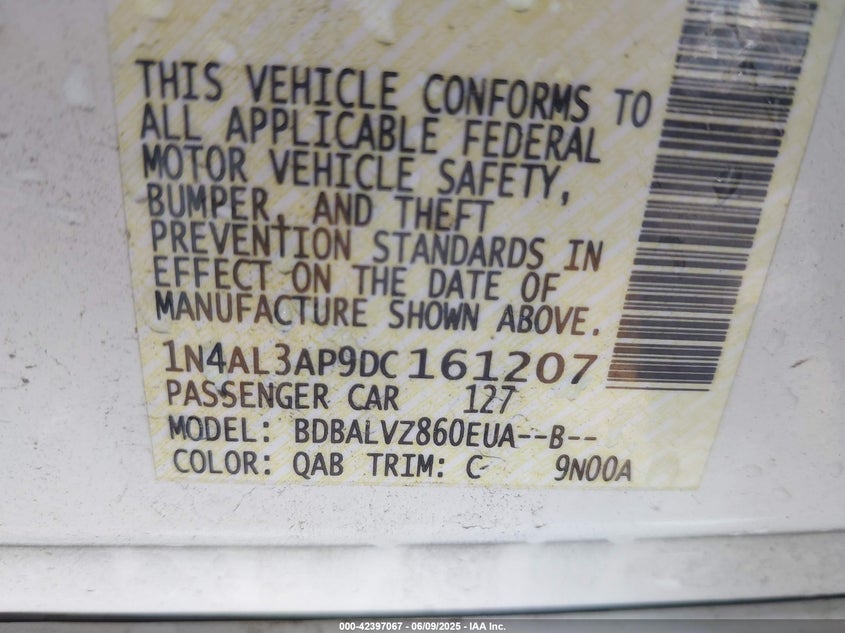 THIS VEHICLE CONFORMS TO
ALL APPLICABLE FEDERAL
MOTOR VEHICLE SAFETY,
BUMPER, AND THEFT
PREVENTION STANDARDS IN
EFFECT ON THE DATE OF
MANUFACTURE SHOWN ABOVE.
1N4AL3AP9DC161207
PASSENGER CAR 127
MODEL: BDBALVZ860EUA--B--
COLOR: QAB TRIM: C- 9N00A
000-42397067 - 06/09/2025 - IAA Inc.